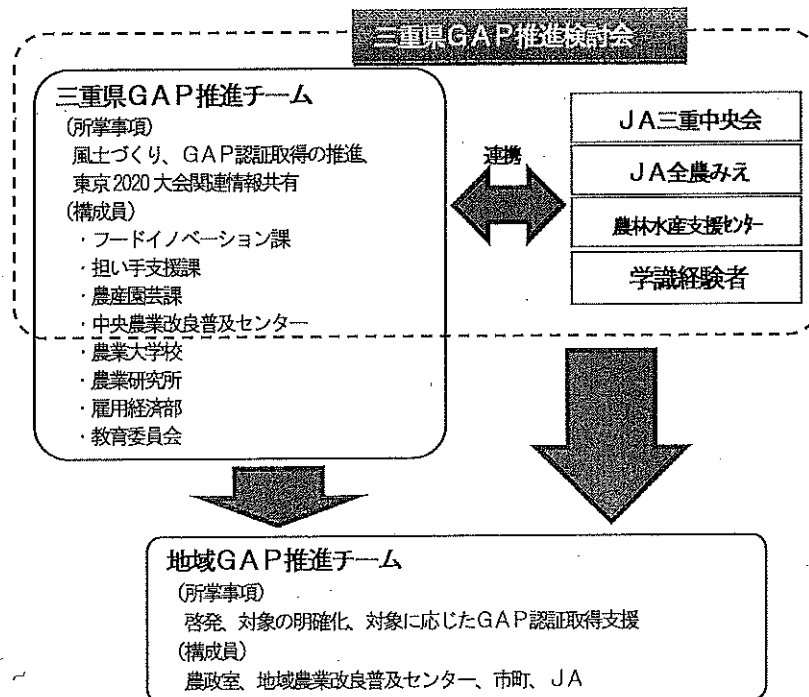 三重県GAP推進検討会
三重県GAP推進チーム
(所掌事項)
風土づくり、GAP認証取得の推進、
東京2020大会関連情報共有
(構成員)
・フードイノベーション課
・担い手支援課
・農産園芸課
・中央農業改良普及センター
・農業大学校
・農業研究所
・雇用経済部
・教育委員会
連携
JA三重中央会
JA全農みえ
農林水産支援センター
学識経験者
地域GAP推進チーム
(所掌事項)
啓発、対象の明確化、対象に応じたGAP認証取得支援
(構成員)
農政室、地域農業改良普及センター、市町、JA